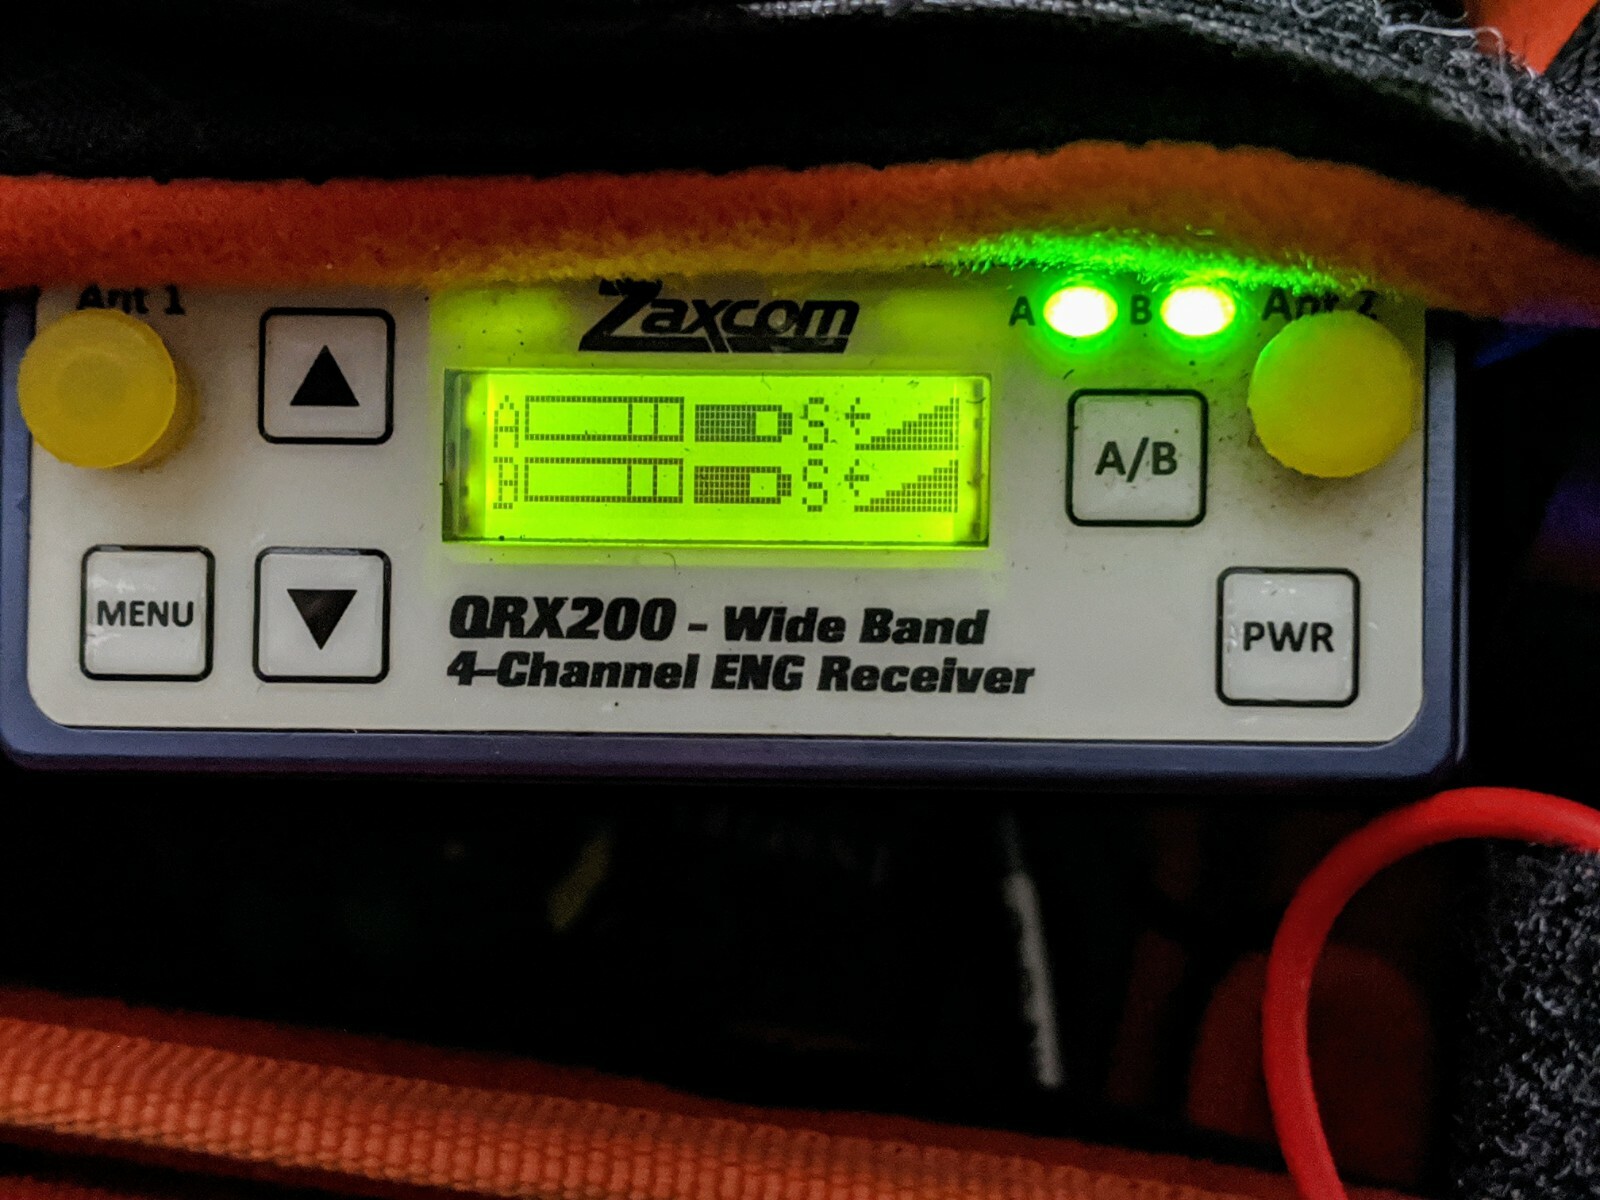 Ant 1
Zaxcom
A B
Ant 2
A S
B S
A/B
MENU
QRX200 - Wide Band
4-Channel ENG Receiver
PWR